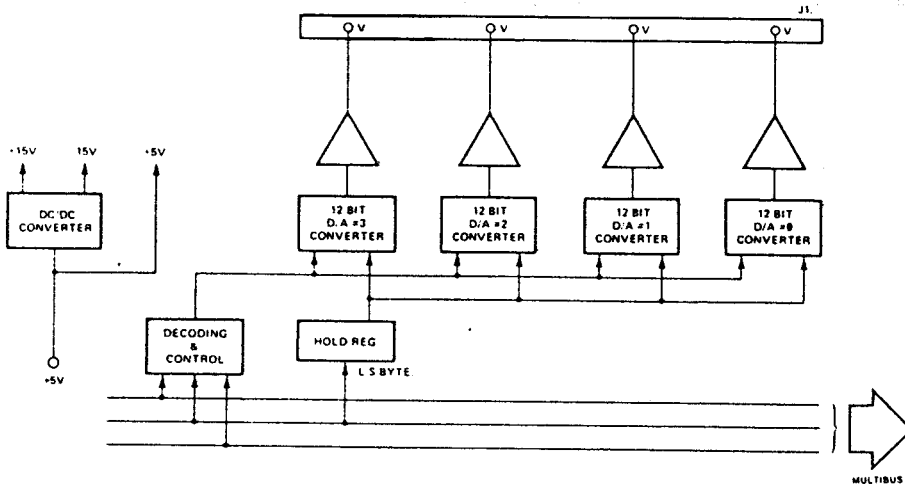 J1.
V V V V
+15V 15V +5V
DC/DC
CONVERTER
12 BIT
D/A #3
CONVERTER
12 BIT
D/A #2
CONVERTER
12 BIT
D/A #1
CONVERTER
12 BIT
D/A #0
CONVERTER
DECODING
&
CONTROL
HOLD REG
+5V
L S BYTE
MULTIBUS